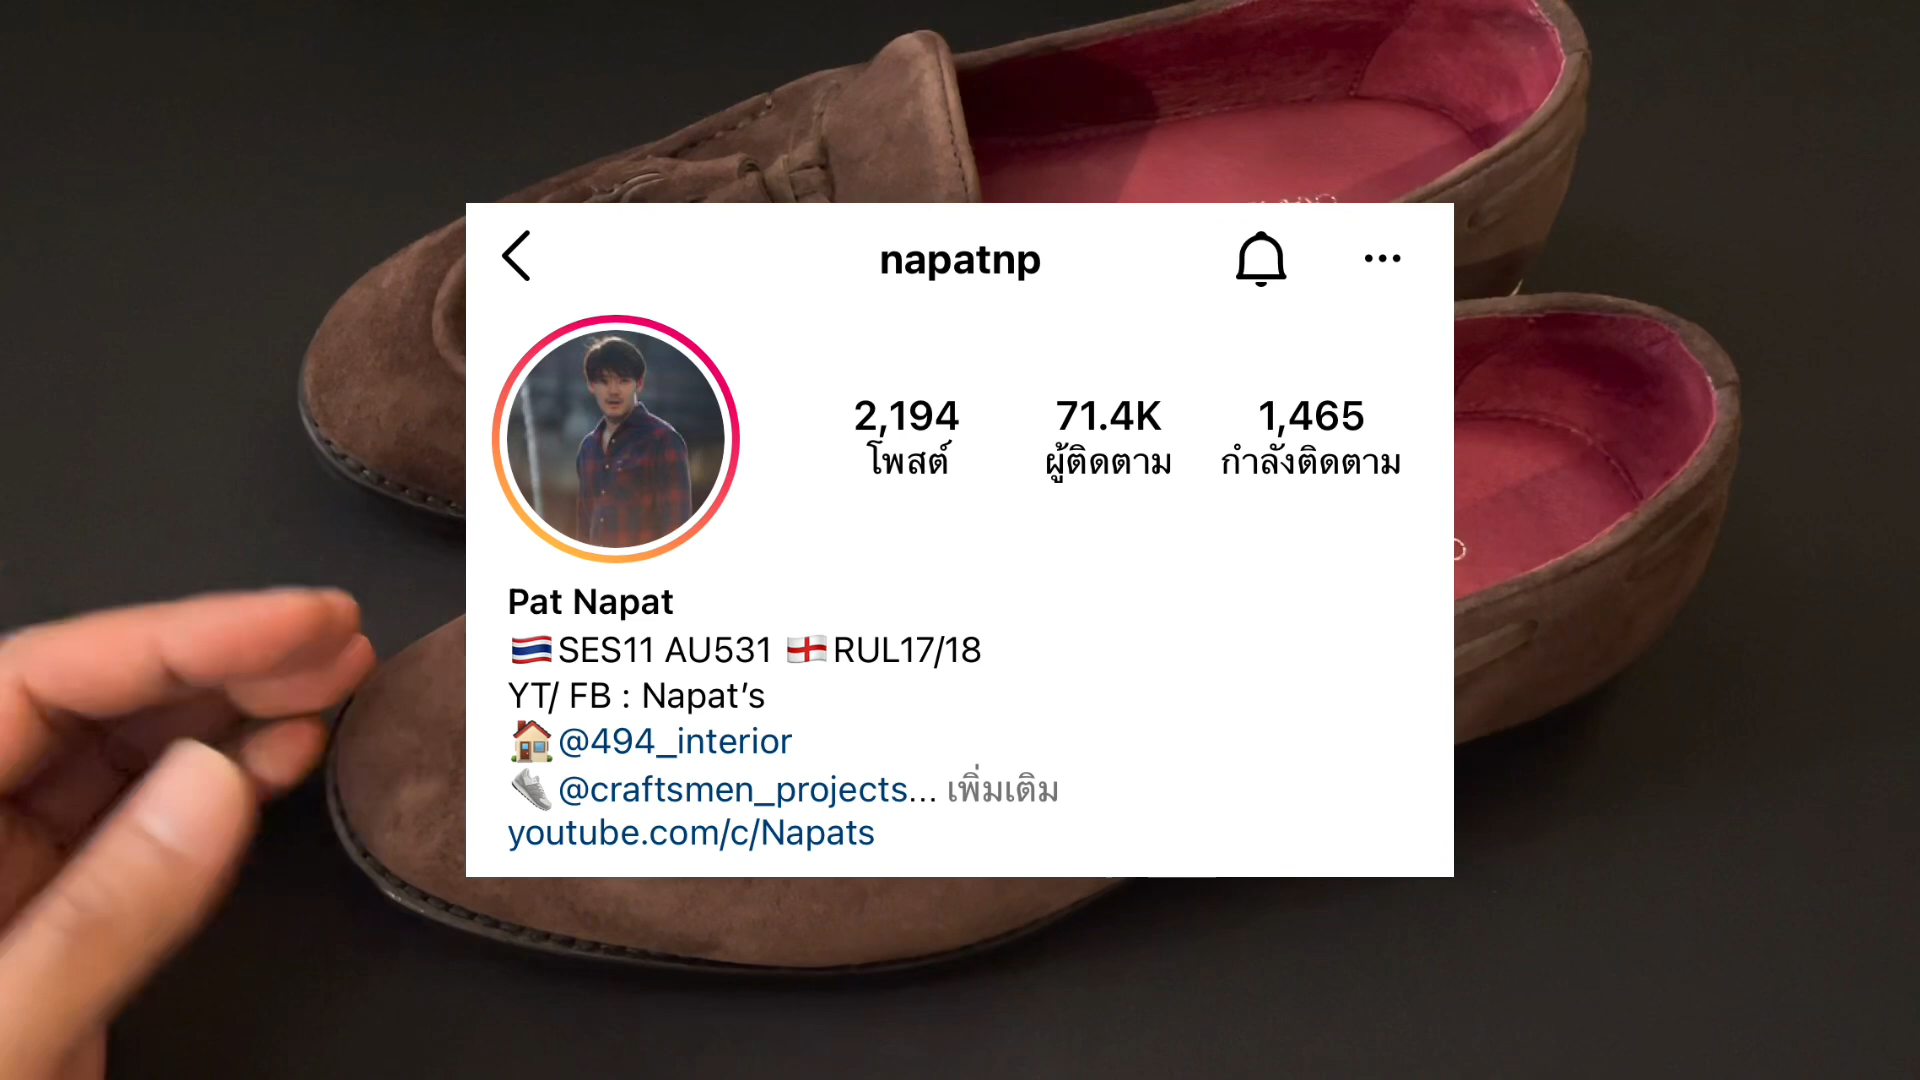 napatnp
2,194 71.4K 1,465
โพสต์ ผู้ติดตาม กำลังติดตาม
Pat Napat
🇹🇭SES11 AU531 🏴󠁧󠁢󠁥󠁮󠁧󠁿RUL17/18
YT/ FB : Napat’s
🏠@494_interior
👟@craftsmen_projects... เพิ่มเติม
youtube.com/c/Napats